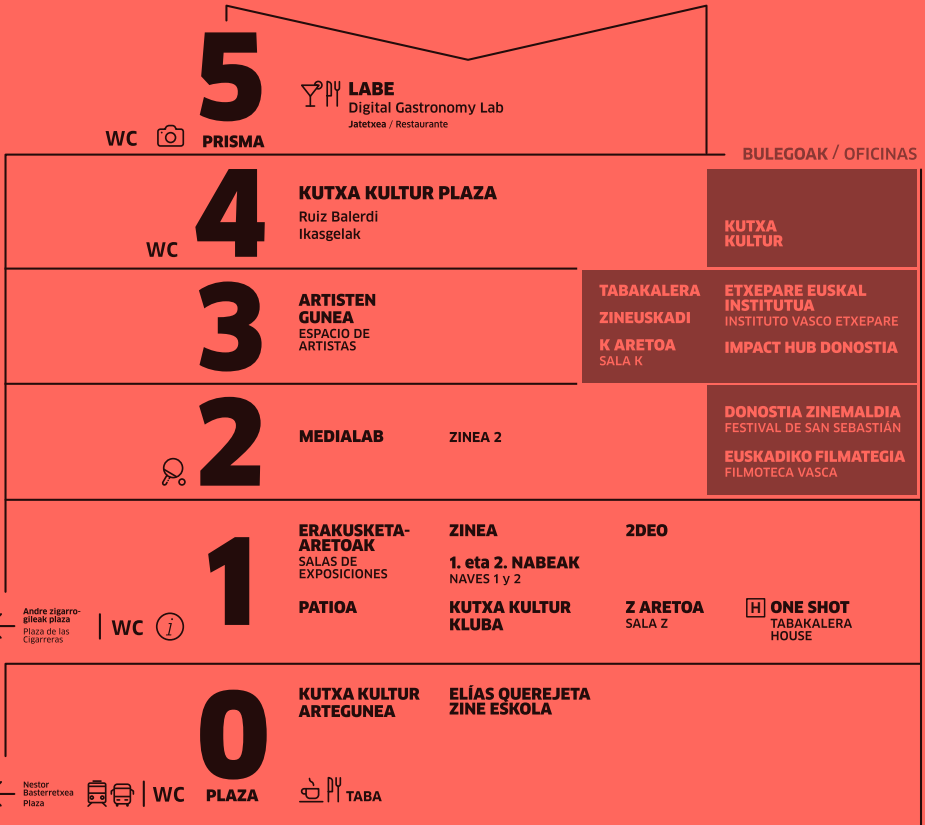 5
LABE
Digital Gastronomy Lab
Jatetxea / Restaurante
WC
PRISMA
BULEGOAK / OFICINAS
4
WC
KUTXA KULTUR PLAZA
Ruiz Balerdi
Ikasgelak
KUTXA
KULTUR
3
ARTISTEN
GUNEA
ESPACIO DE
ARTISTAS
TABAKALERA
ZINEUSKADI
K ARETOA
SALA K
ETXEPARE EUSKAL
INSTITUTUA
INSTITUTO VASCO ETXEPARE
IMPACT HUB DONOSTIA
2
MEDIALAB
ZINEA 2
DONOSTIA ZINEMALDIA
FESTIVAL DE SAN SEBASTIÁN
EUSKADIKO FILMATEGIA
FILMOTECA VASCA
1
ERAKUSKETA-
ARETOAK
SALAS DE
EXPOSICIONES
ZINEA
2DEO
1. eta 2. NABEAK
NAVES 1 y 2
PATIOA
KUTXA KULTUR
KLUBA
Z ARETOA
SALA Z
H ONE SHOT
TABAKALERA
HOUSE
Andre zigarro-
gileak plaza
Plaza de las
Cigarreras
WC
i
0
KUTXA KULTUR
ARTEGUNEA
ELÍAS QUEREJETA
ZINE ESKOLA
Nestor
Basterretxea
Plaza
WC
PLAZA
TABA